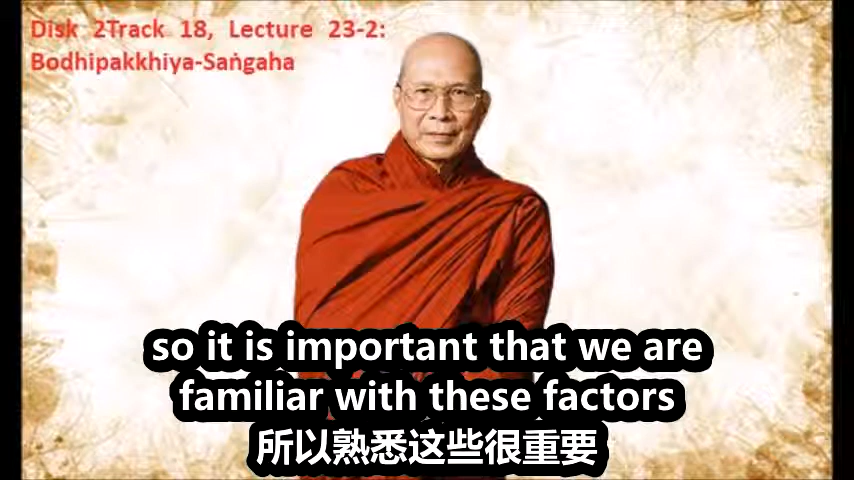 Disk 2Track 18, Lecture 23-2:
Bodhipakkhiya-Saṅgaha
so it is important that we are
familiar with these factors
所以熟悉这些很重要